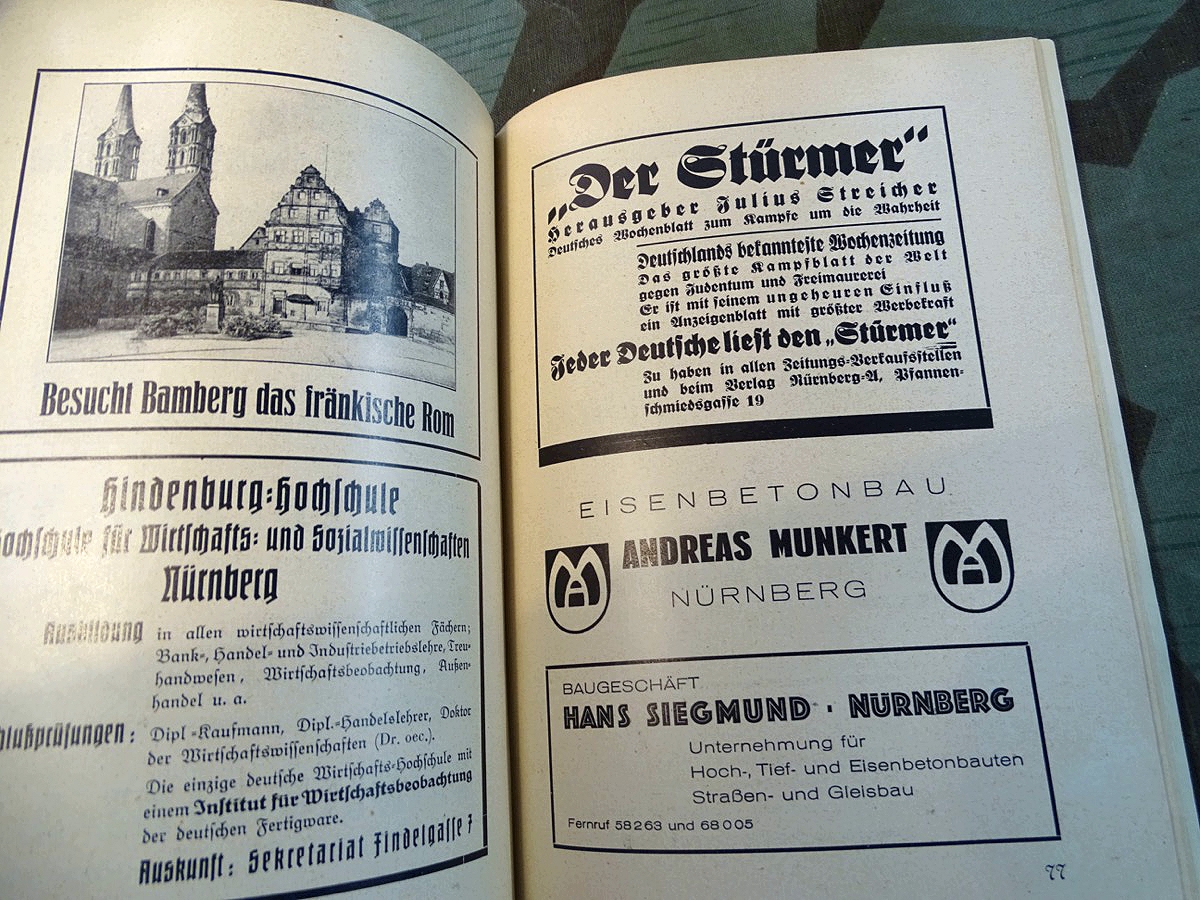 Besucht Bamberg das fränkische Rom
Hindenburg-Hochschule
Hochschule für Wirtschafts- und Sozialwissenschaften
Nürnberg
Ausbildung in allen wirtschaftswissenschaftlichen Fächern;
Bank-, Handel- und Industriebetriebslehre, Treu-
handwesen, Wirtschaftsbeobachtung, Außen-
handel u. a.
lußprüfungen: Dipl.-Kaufmann, Dipl.-Handelslehrer, Doktor
der Wirtschaftswissenschaften (Dr. oec.).
Die einzige deutsche Wirtschafts-Hochschule mit
einem Institut für Wirtschaftsbeobachtung
der deutschen Fertigware.
Auskunft: Sekretariat Findelgasse 7
„Der Stürmer“
Herausgeber Julius Streicher
Deutsches Wochenblatt zum Kampfe um die Wahrheit
Deutschlands bekannteste Wochenzeitung
Das größte Kampfblatt der Welt
gegen Judentum und Freimaurerei
Er ist mit seinem ungeheuren Einfluß
ein Anzeigenblatt mit größter Werbekraft
Jeder Deutsche liest den „Stürmer“
Zu haben in allen Zeitungs-Verkaufsstellen
und beim Verlag Nürnberg-A, Pfannen-
schmiedsgasse 19
EISENBETONBAU
ANDREAS MUNKERT
NÜRNBERG
BAUGESCHÄFT
HANS SIEGMUND · NÜRNBERG
Unternehmung für
Hoch-, Tief- und Eisenbetonbauten
Straßen- und Gleisbau
Fernruf 58263 und 68005
77